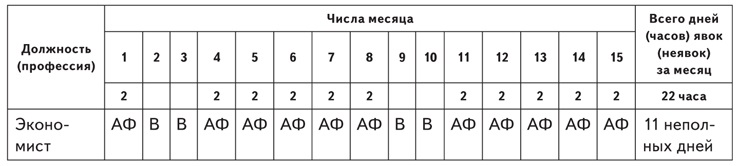 Должность (профессия) Числа месяца Всего дней (часов) явок (неявок) за месяц
1 2 3 4 5 6 7 8 9 10 11 12 13 14 15
2 2 2 2 2 2 2 2 2 2 2 22 часа
Эконо-
мист АФ В В АФ АФ АФ АФ АФ В В АФ АФ АФ АФ АФ 11 непол-
ных дней